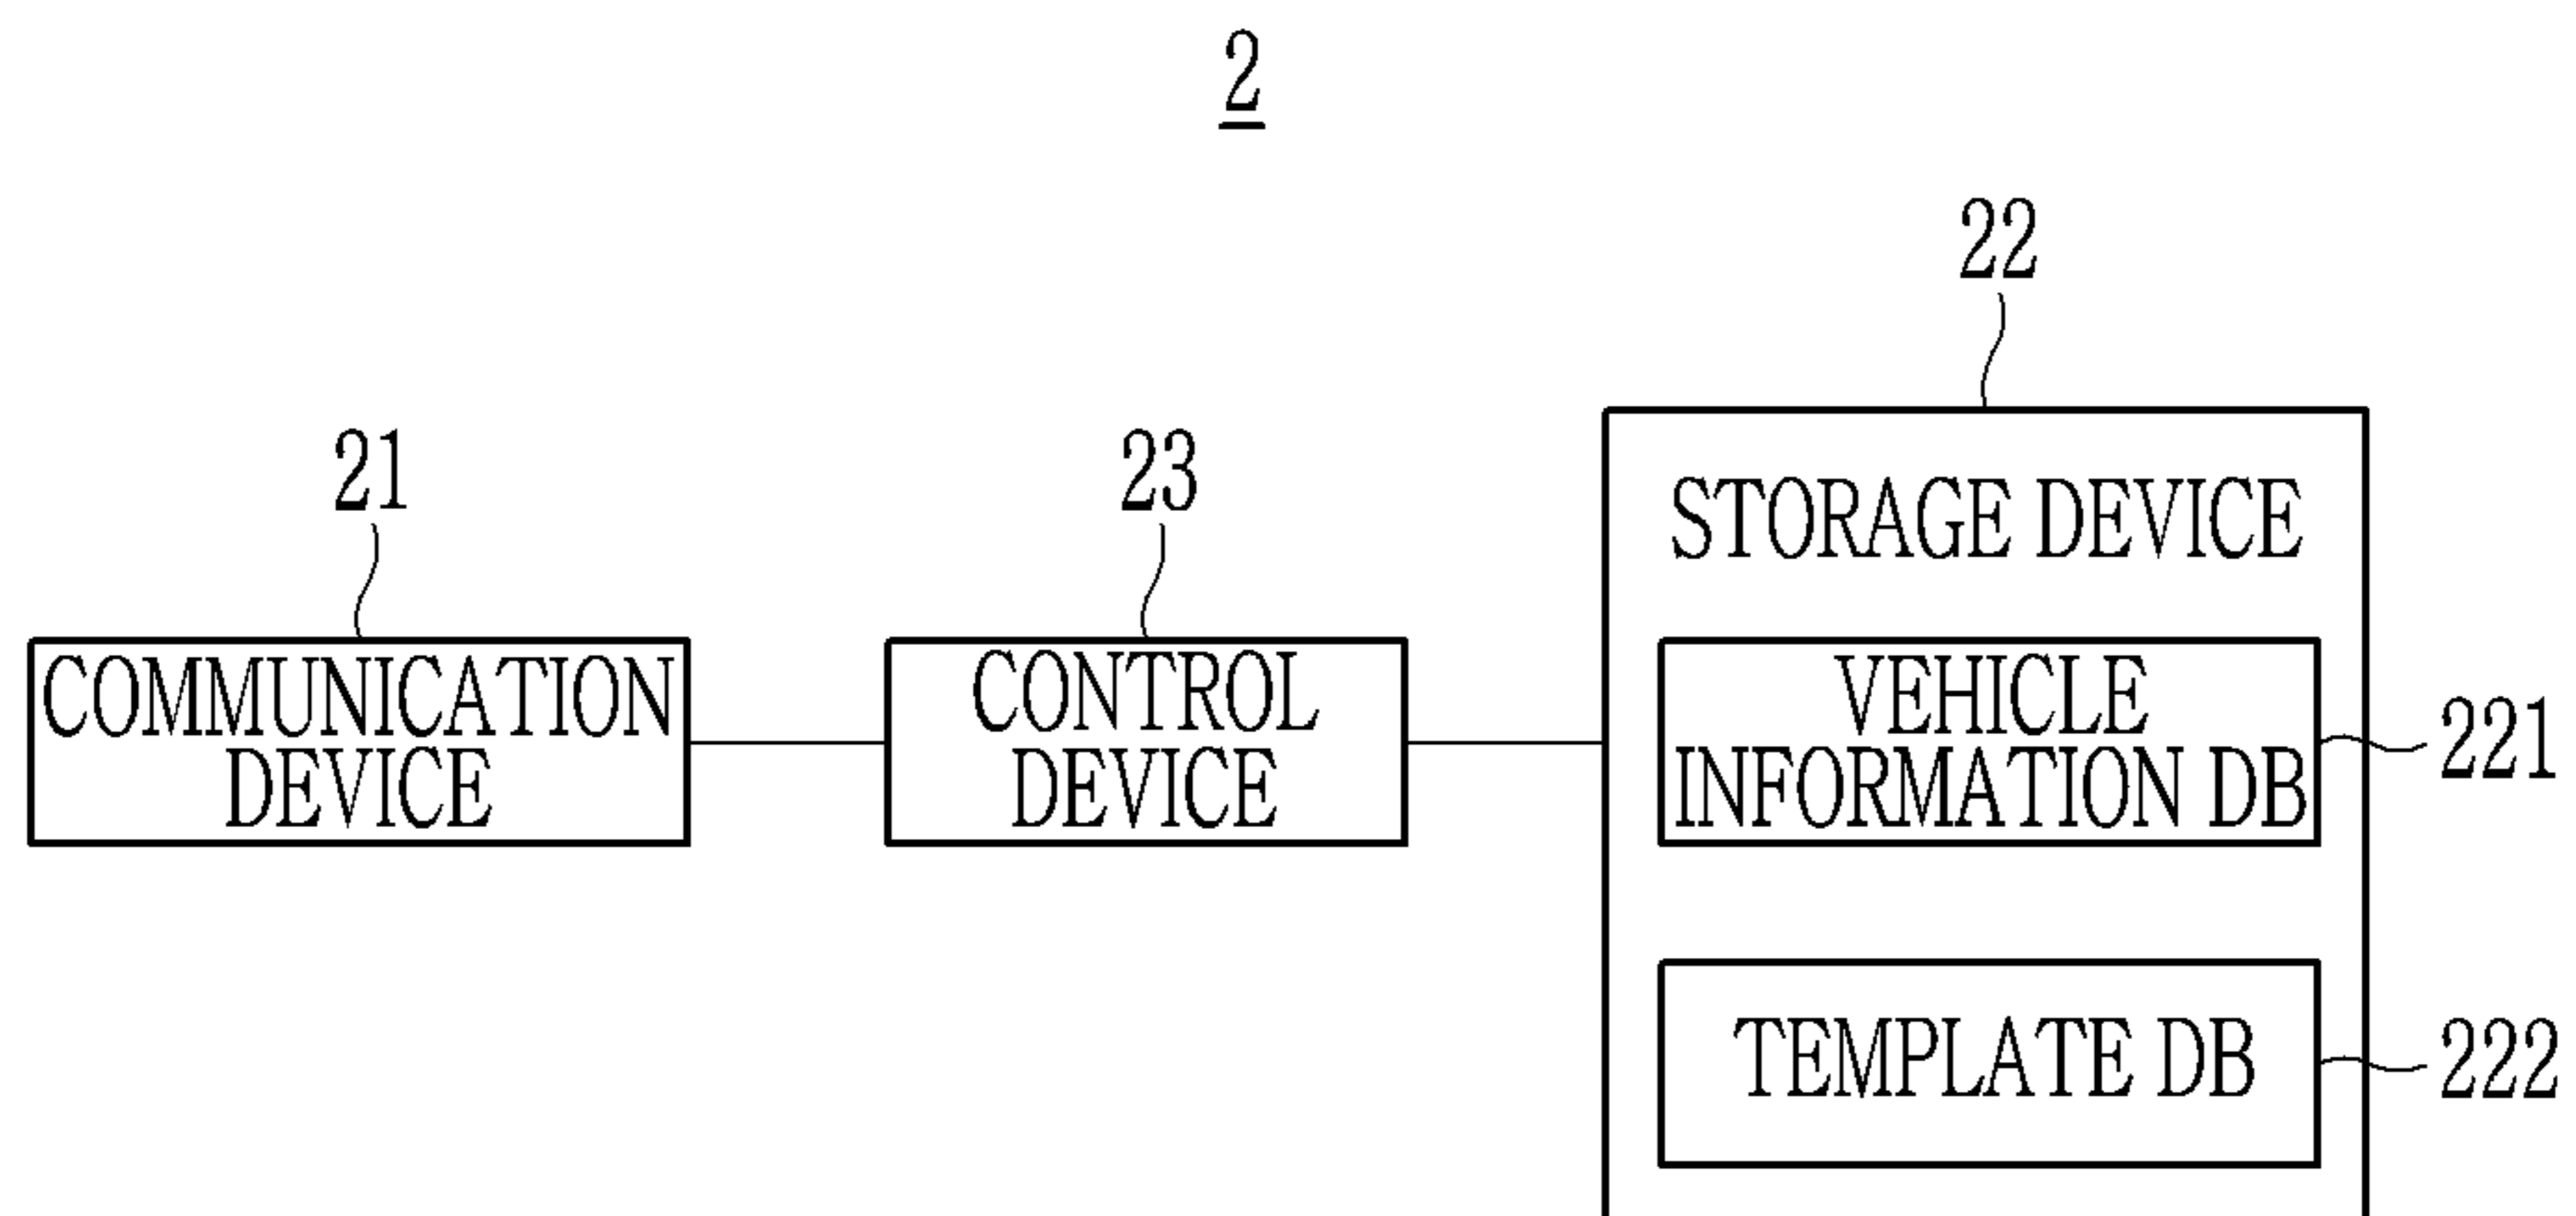 2
22
21
23
STORAGE DEVICE
COMMUNICATION
DEVICE
CONTROL
DEVICE
VEHICLE
INFORMATION DB
221
TEMPLATE DB
222